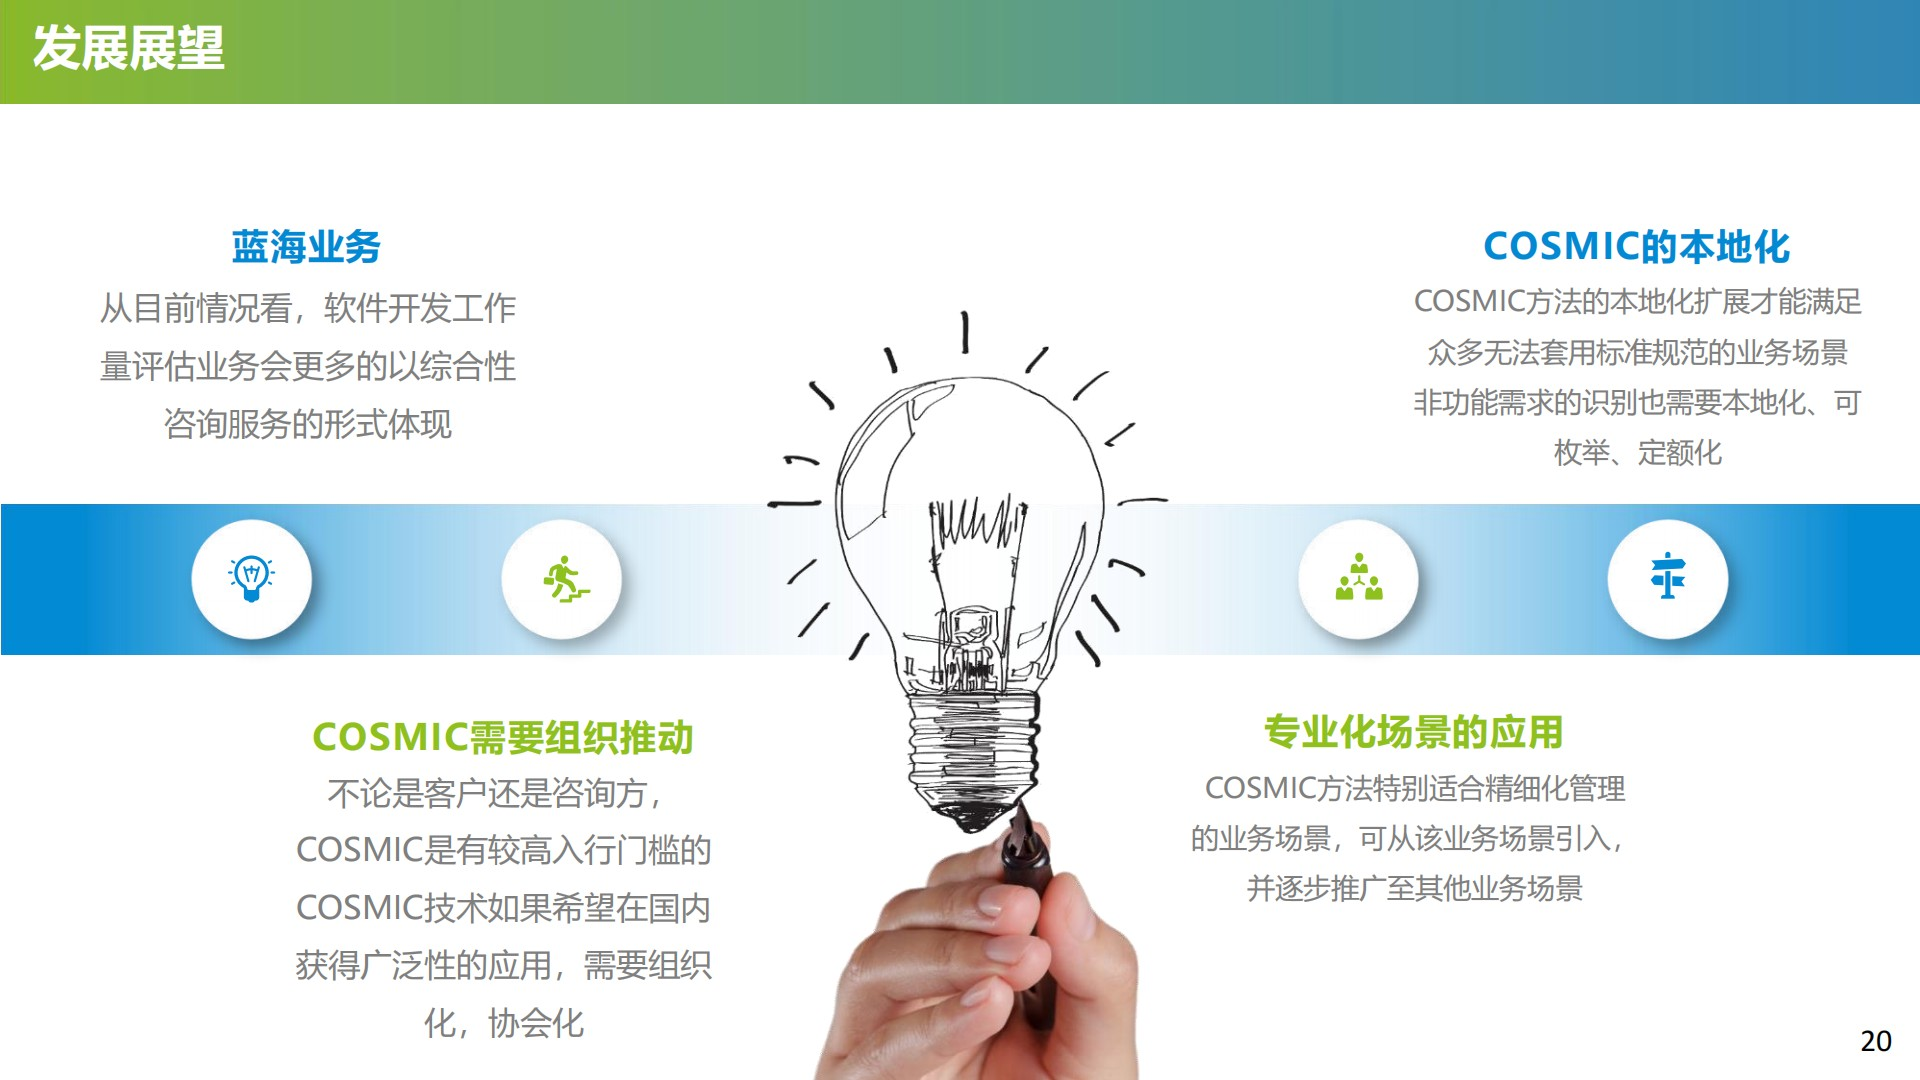 发展展望
蓝海业务
从目前情况看，软件开发工作
量评估业务会更多的以综合性
咨询服务的形式体现
COSMIC的本地化
COSMIC方法的本地化扩展才能满足
众多无法套用标准规范的业务场景
非功能需求的识别也需要本地化、可
枚举、定额化
COSMIC需要组织推动
不论是客户还是咨询方，
COSMIC是有较高入行门槛的
COSMIC技术如果希望在国内
获得广泛性的应用，需要组织
化，协会化
专业化场景的应用
COSMIC方法特别适合精细化管理
的业务场景，可从该业务场景引入，
并逐步推广至其他业务场景
20